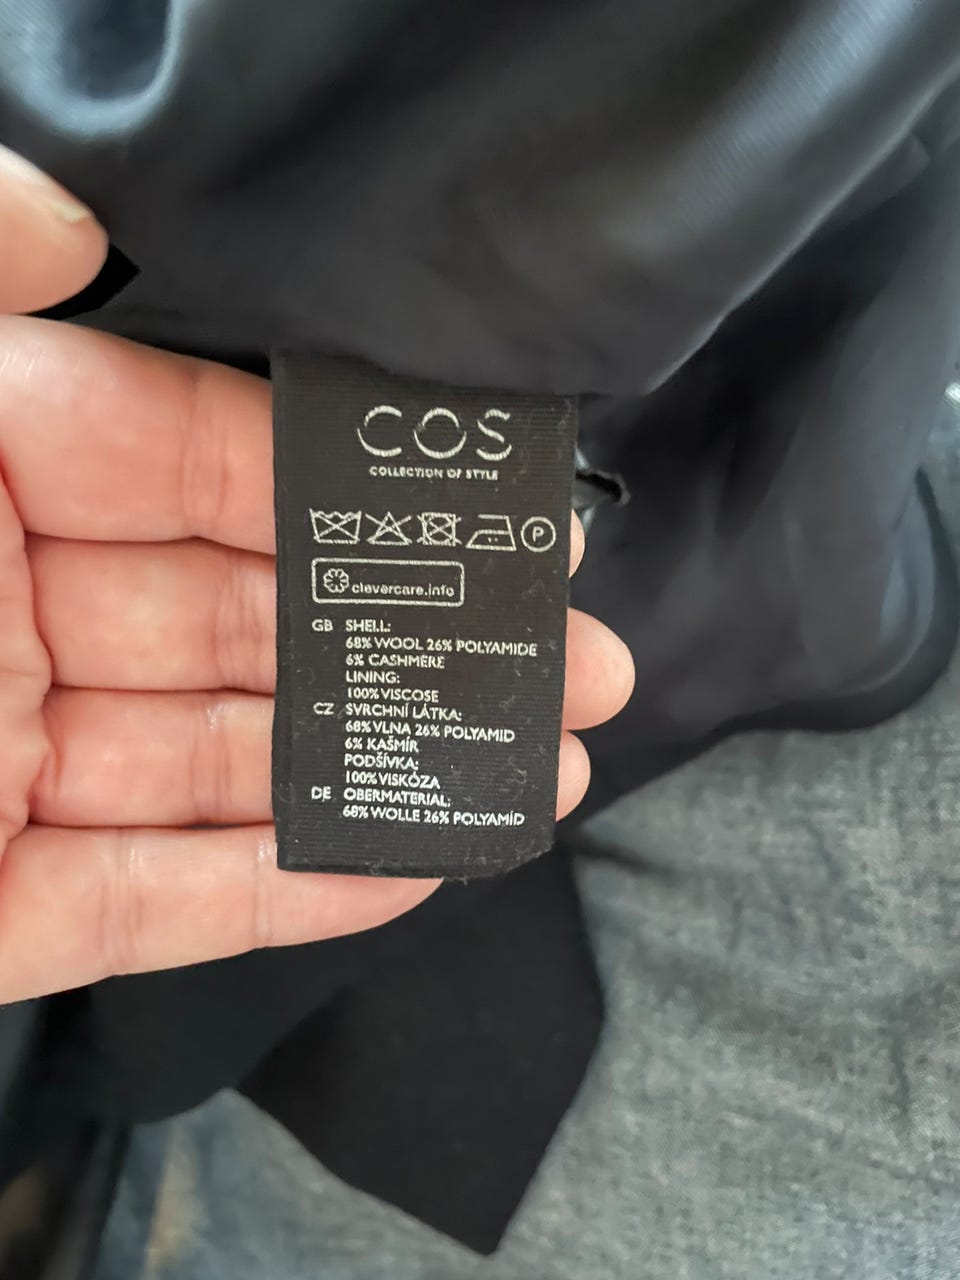 COS
COLLECTION OF STYLE
P
clevercare.info
GB SHELL:
68% WOOL 26% POLYAMIDE
6% CASHMERE
LINING:
100% VISCOSE
CZ SVRCHNÍ LÁTKA:
68% VLNA 26% POLYAMID
6% KAŠMÍR
PODŠÍVKA:
100% VISKÓZA
DE OBERMATERIAL:
68% WOLLE 26% POLYAMID